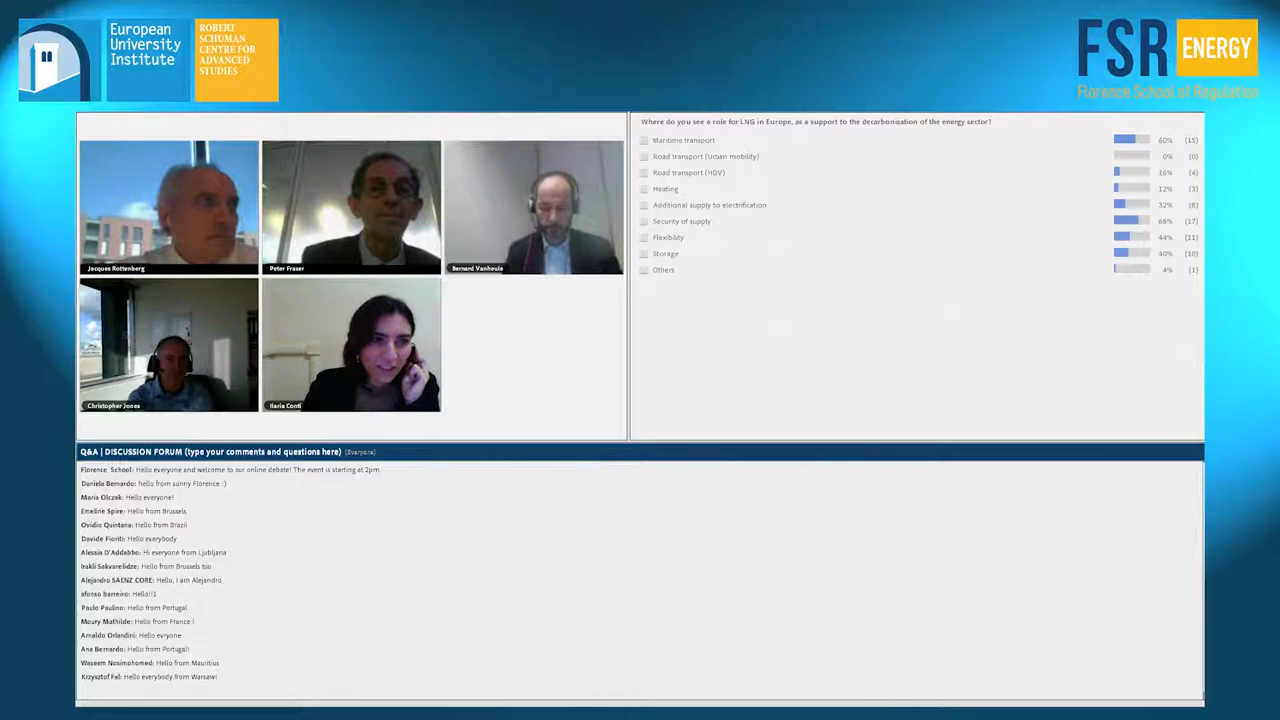 European
University
Institute
ROBERT
SCHUMAN
CENTRE FOR
ADVANCED
STUDIES
FSR ENERGY
Florence School of Regulation
Jacques Rottenberg
Peter Fraser
Bernard Vanheule
Christopher Jones
Ilaria Conti
Where do you see a role for LNG in Europe, as a support to the decarbonisation of the energy sector?
Maritime transport 60% (15)
Road transport (Urban mobility) 0% (0)
Road transport (HDV) 16% (4)
Heating 12% (3)
Additional supply to electrification 32% (8)
Security of supply 68% (17)
Flexibility 44% (11)
Storage 40% (10)
Others 4% (1)
Q&A | DISCUSSION FORUM (type your comments and questions here) (Everyone)
Florence School: Hello everyone and welcome to our online debate! The event is starting at 2pm.
Daniela Bernardo: hello from sunny Florence :)
Maria Olczak: Hello everyone!
Emeline Spire: Hello from Brussels
Ovidio Quintana: Hello from Brazil
Davide Fioriti: Hello everybody
Alessia D'Addabbo: Hi everyone from Ljubljana
Irakli Sakvarelidze: Hello from Brussels too
Alejandro SAENZ CORE: Hello, I am Alejandro
afonso barreiro: Hello!!1
Paulo Paulino: Hello from Portugal
Moury Mathilde: Hello from France !
Arnaldo Orlandini: Hello evryone
Ana Bernardo: Hello from Portugal!
Waseem Nosimohomed: Hello from Mauritius
Krzysztof Fal: Hello everybody from Warsaw!